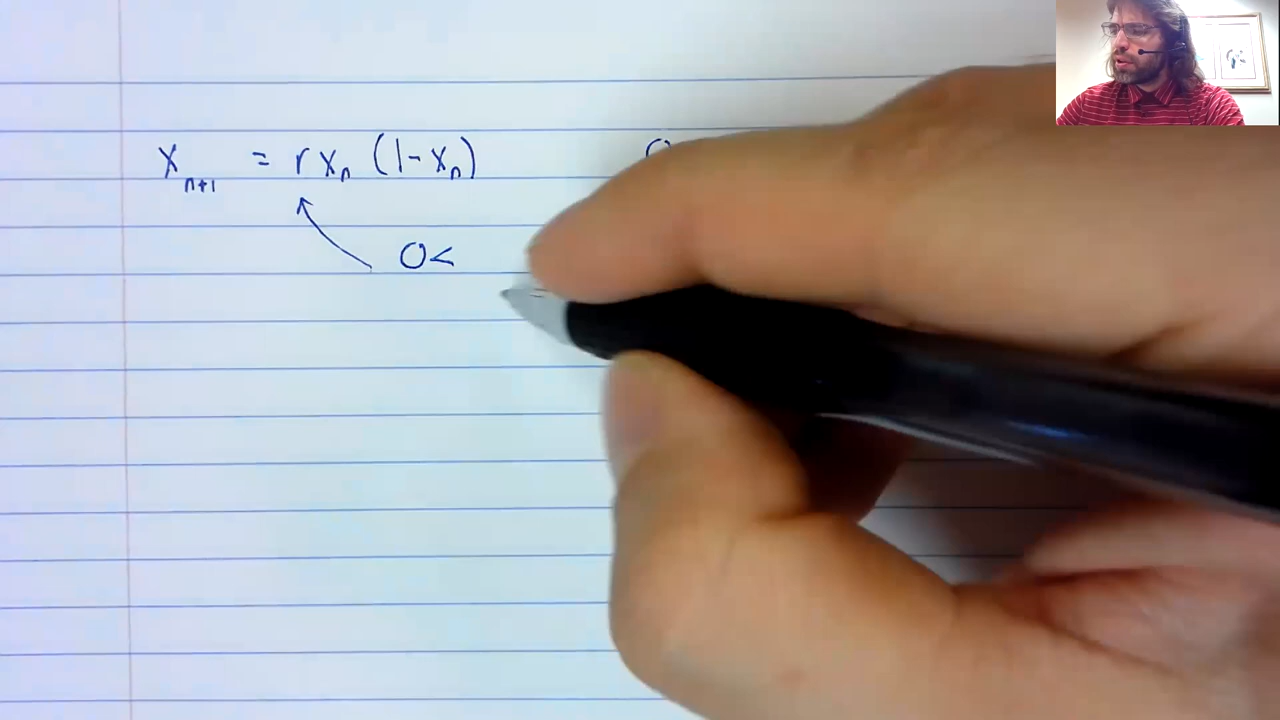 x_{n+1} = r x_n (1 - x_n)
0 <